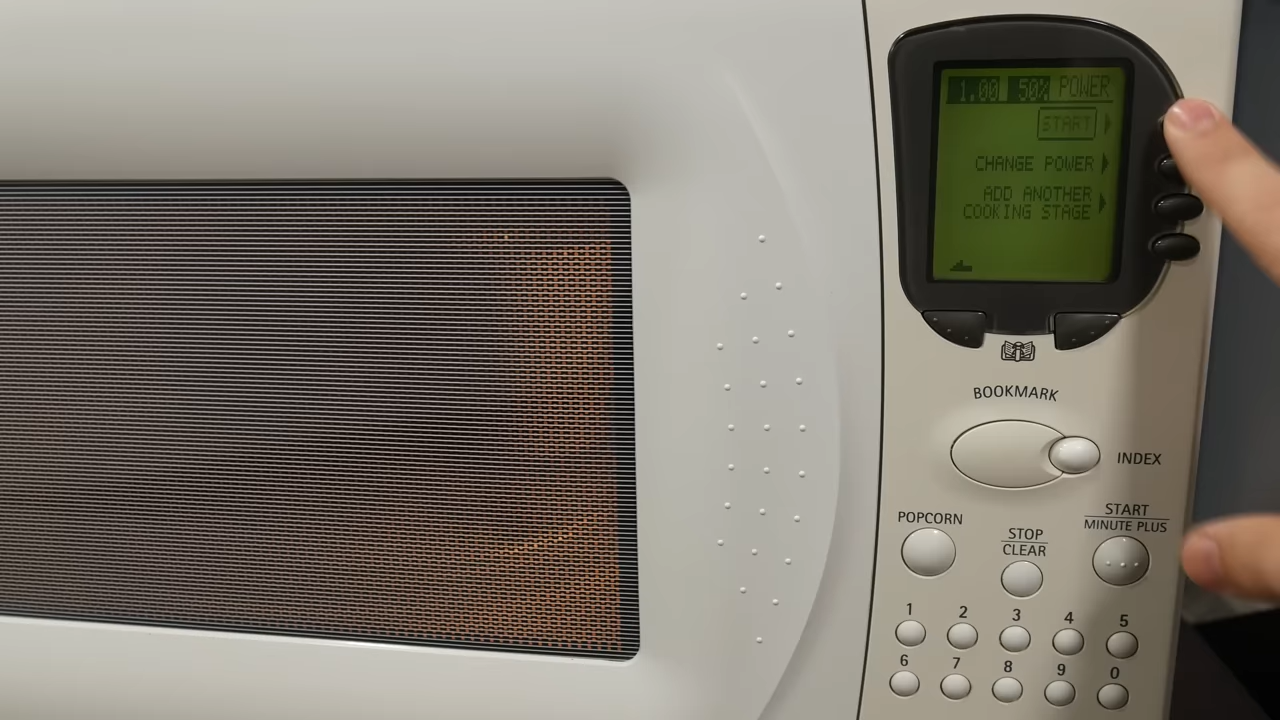 1.00 50% POWER
START
CHANGE POWER
ADD ANOTHER
COOKING STAGE
BOOKMARK
INDEX
POPCORN
STOP
CLEAR
START
MINUTE PLUS
1 2 3 4 5
6 7 8 9 0